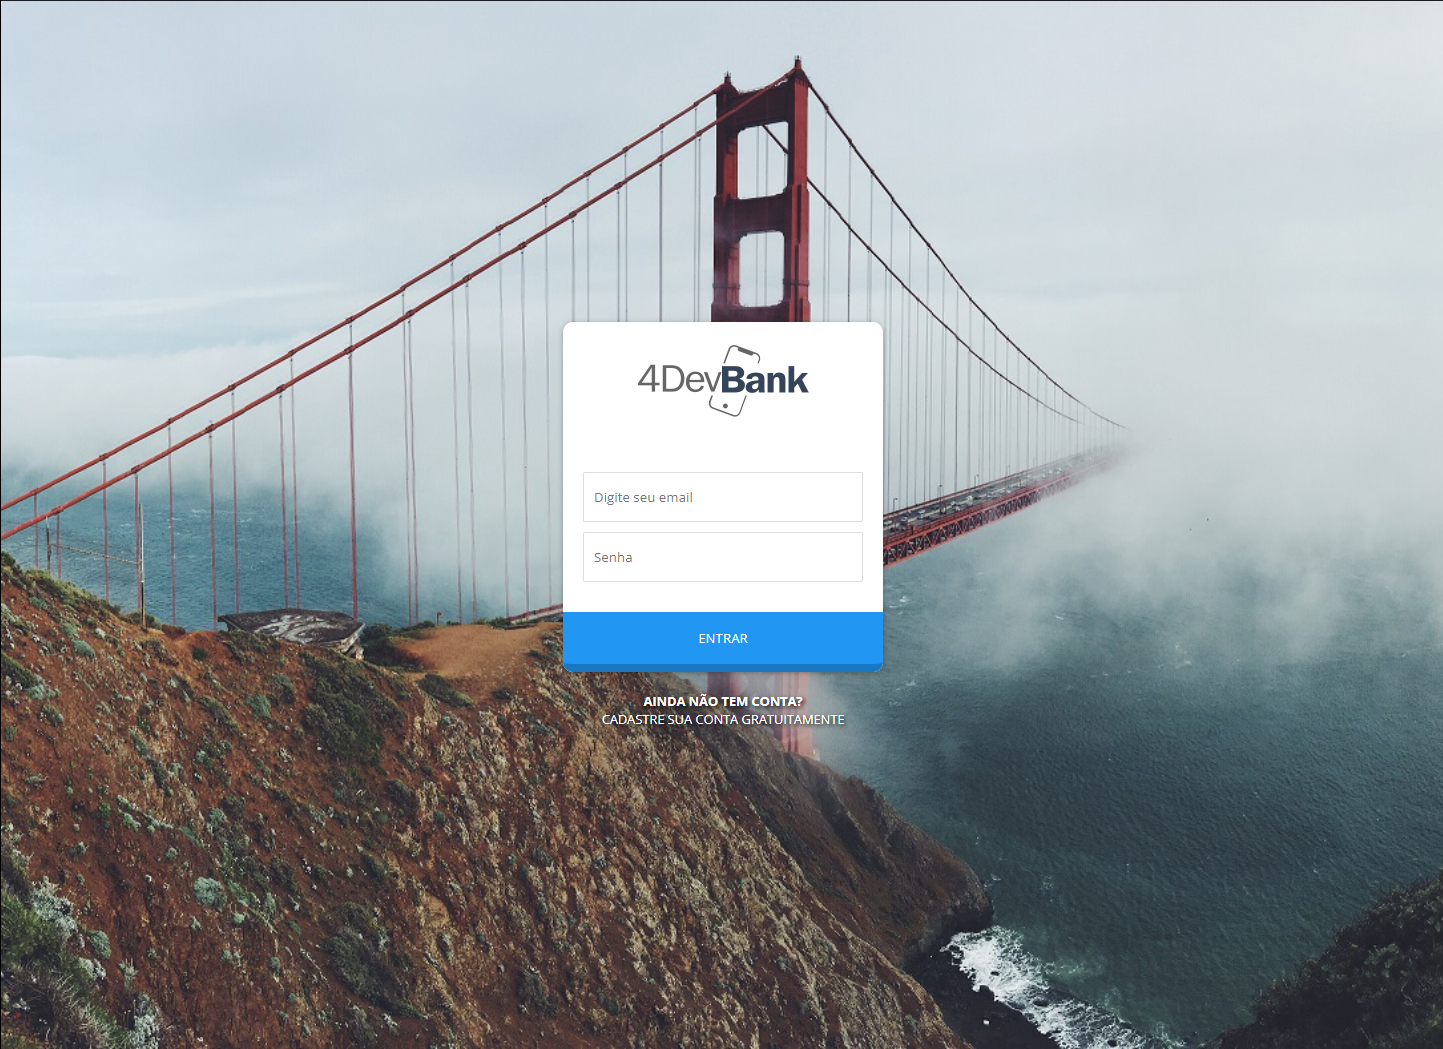 4DevBank
Digite seu email
Senha
ENTRAR
AINDA NÃO TEM CONTA?
CADASTRE SUA CONTA GRATUITAMENTE